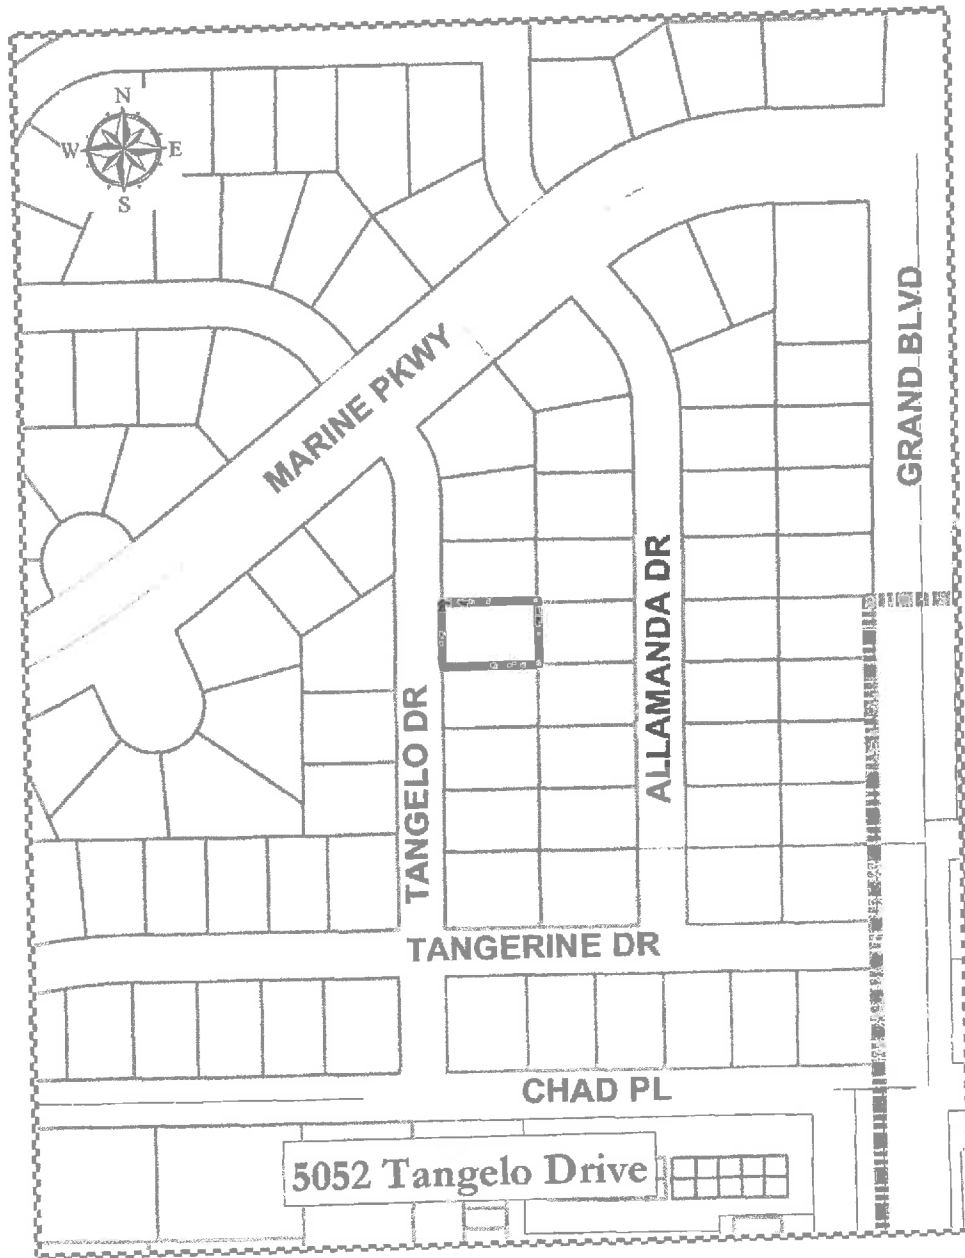 N
W E
S
MARINE PKWY
GRAND BLVD
ALLAMANDA DR
TANGELO DR
TANGERINE DR
CHAD PL
5052 Tangelo Drive